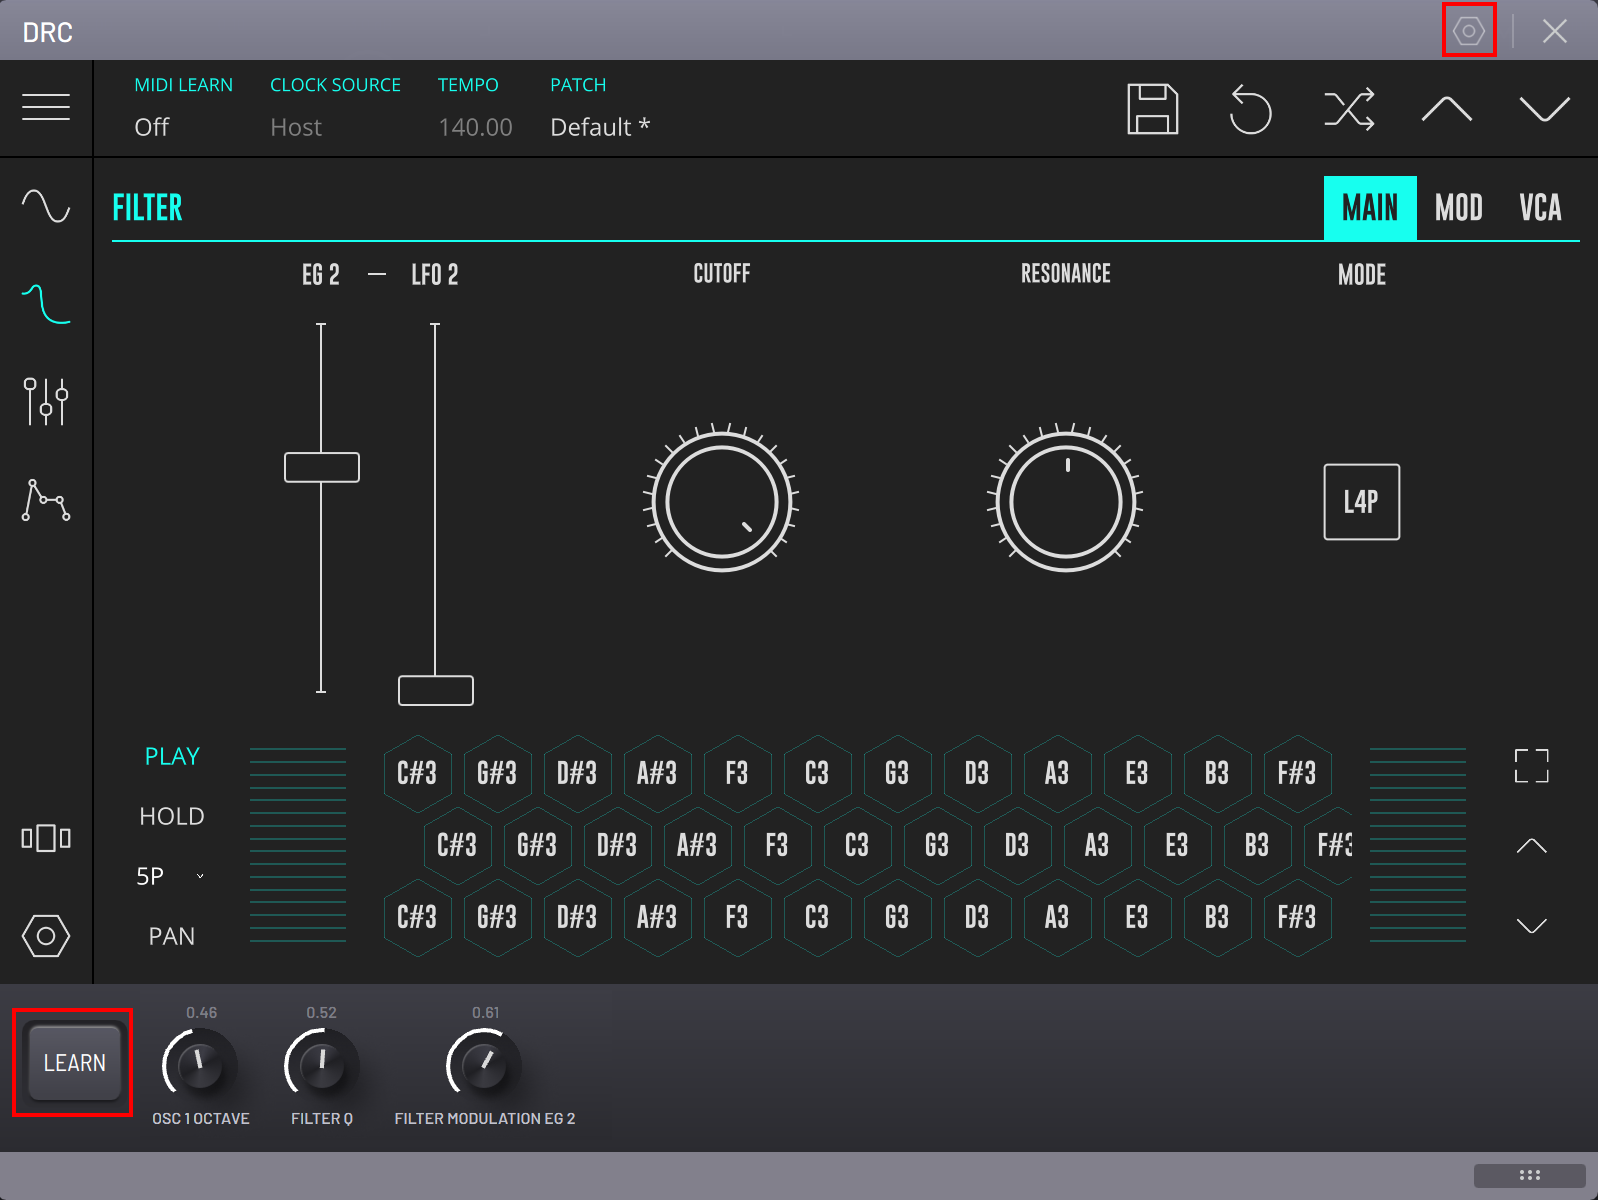 DRC
MIDI LEARN CLOCK SOURCE TEMPO PATCH
Off Host 140.00 Default *
FILTER MAIN MOD VCA
EG 2 — LFO 2 CUTOFF RESONANCE MODE
L4P
PLAY
HOLD
5P
PAN
C#3 G#3 D#3 A#3 F3 C3 G3 D3 A3 E3 B3 F#3
C#3 G#3 D#3 A#3 F3 C3 G3 D3 A3 E3 B3 F#3
C#3 G#3 D#3 A#3 F3 C3 G3 D3 A3 E3 B3 F#3
0.46 0.52 0.61
LEARN
OSC 1 OCTAVE FILTER Q FILTER MODULATION EG 2